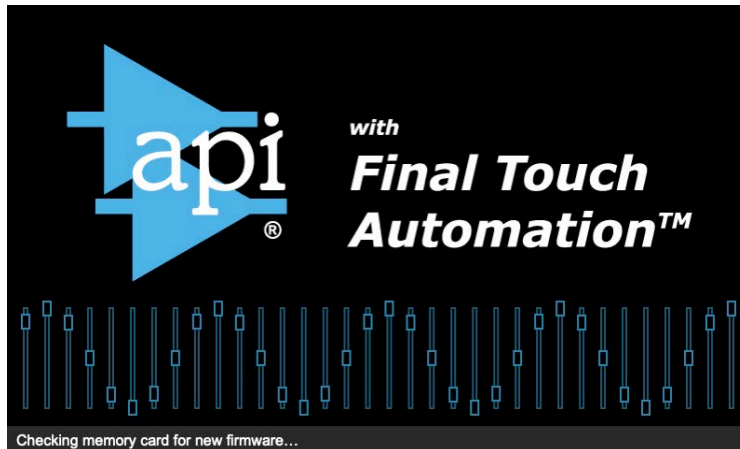 api
®
with
Final Touch
Automation™
Checking memory card for new firmware...